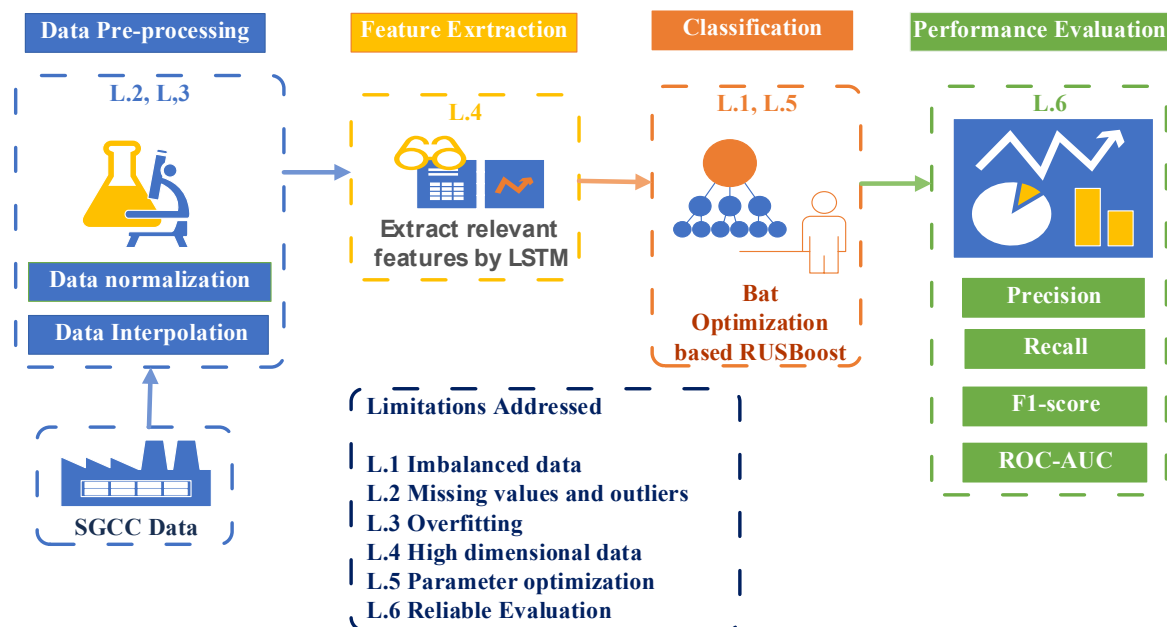 Data Pre-processing
L.2, L,3
Data normalization
Data Interpolation
SGCC Data
Feature Exrtraction
L.4
Extract relevant
features by LSTM
Classification
L.1, L.5
Bat
Optimization
based RUSBoost
Performance Evaluation
L.6
Precision
Recall
F1-score
ROC-AUC
Limitations Addressed
L.1 Imbalanced data
L.2 Missing values and outliers
L.3 Overfitting
L.4 High dimensional data
L.5 Parameter optimization
L.6 Reliable Evaluation